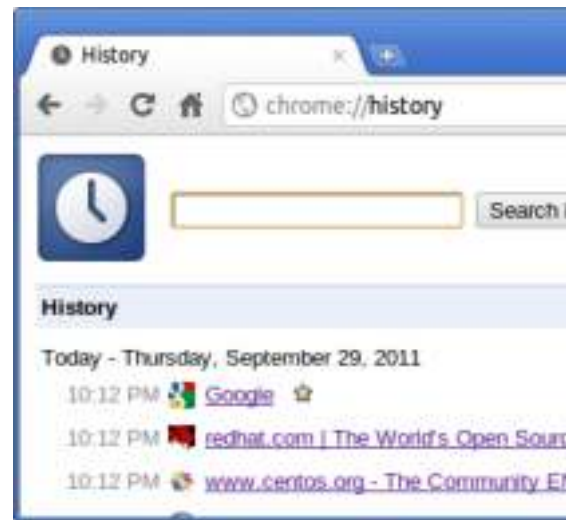 History
chrome://history
Search
History
Today - Thursday, September 29, 2011
10:12 PM Google
10:12 PM redhat.com | The World's Open Sourc
10:12 PM www.centos.org - The Community EN